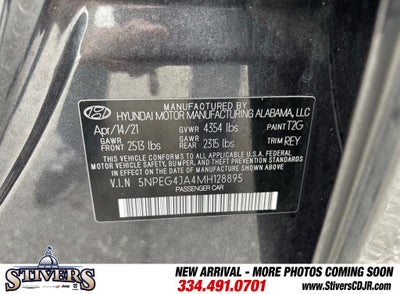 MANUFACTURED BY
HYUNDAI MOTOR MANUFACTURING ALABAMA, LLC
Apr/14/21 GVWR 4354 lbs PAINT T2G
GAWR FRONT 2513 lbs GAWR REAR 2315 lbs TRIM REY
THIS VEHICLE CONFORMS TO ALL APPLICABLE FEDERAL
MOTOR VEHICLE SAFETY, BUMPER, AND THEFT PREVENTION
STANDARDS IN EFFECT ON THE DATE OF MANUFACTURE
SHOWN ABOVE.
V.I.N 5NPEG4JA4MH128895
PASSENGER CAR
STIVERS
NEW ARRIVAL - MORE PHOTOS COMING SOON!
334.491.0701 www.StiversCDJR.com